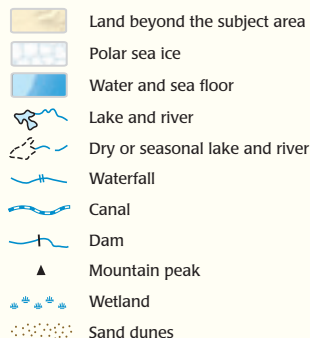 Land beyond the subject area
Polar sea ice
Water and sea floor
Lake and river
Dry or seasonal lake and river
Waterfall
Canal
Dam
Mountain peak
Wetland
Sand dunes